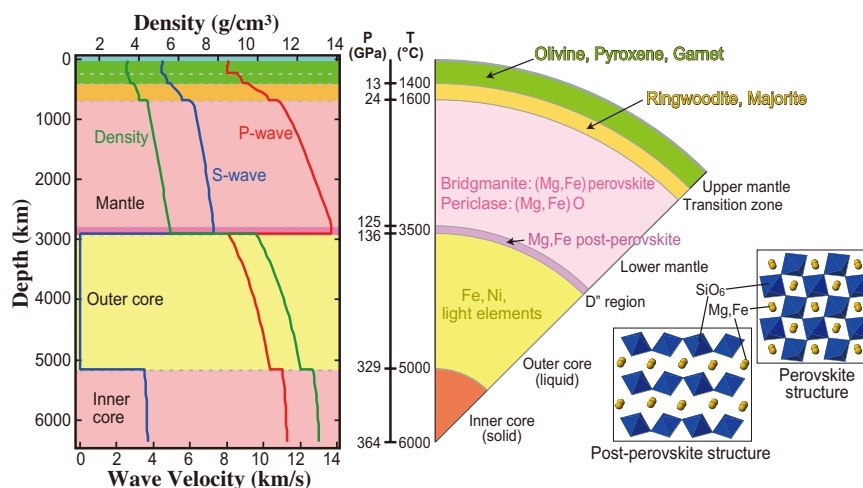 Density (g/cm³)
2 4 6 8 10 12 14
0
1000
2000
3000
4000
5000
6000
Depth (km)
P-wave
Density
S-wave
Mantle
Outer core
Inner
core
0 2 4 6 8 10 12 14
Wave Velocity (km/s)
P T
(GPa) (°C)
13 1400
24 1600
125
136 3500
329 5000
364 6000
Olivine, Pyroxene, Garnet
Ringwoodite, Majorite
Bridgmanite: (Mg,Fe) perovskite
Periclase: (Mg, Fe) O
Mg,Fe post-perovskite
Fe, Ni,
light elements
Upper mantle
Transition zone
Lower mantle
D” region
Outer core
(liquid)
Inner core
(solid)
SiO₆
Mg,Fe
Perovskite
structure
Post-perovskite structure